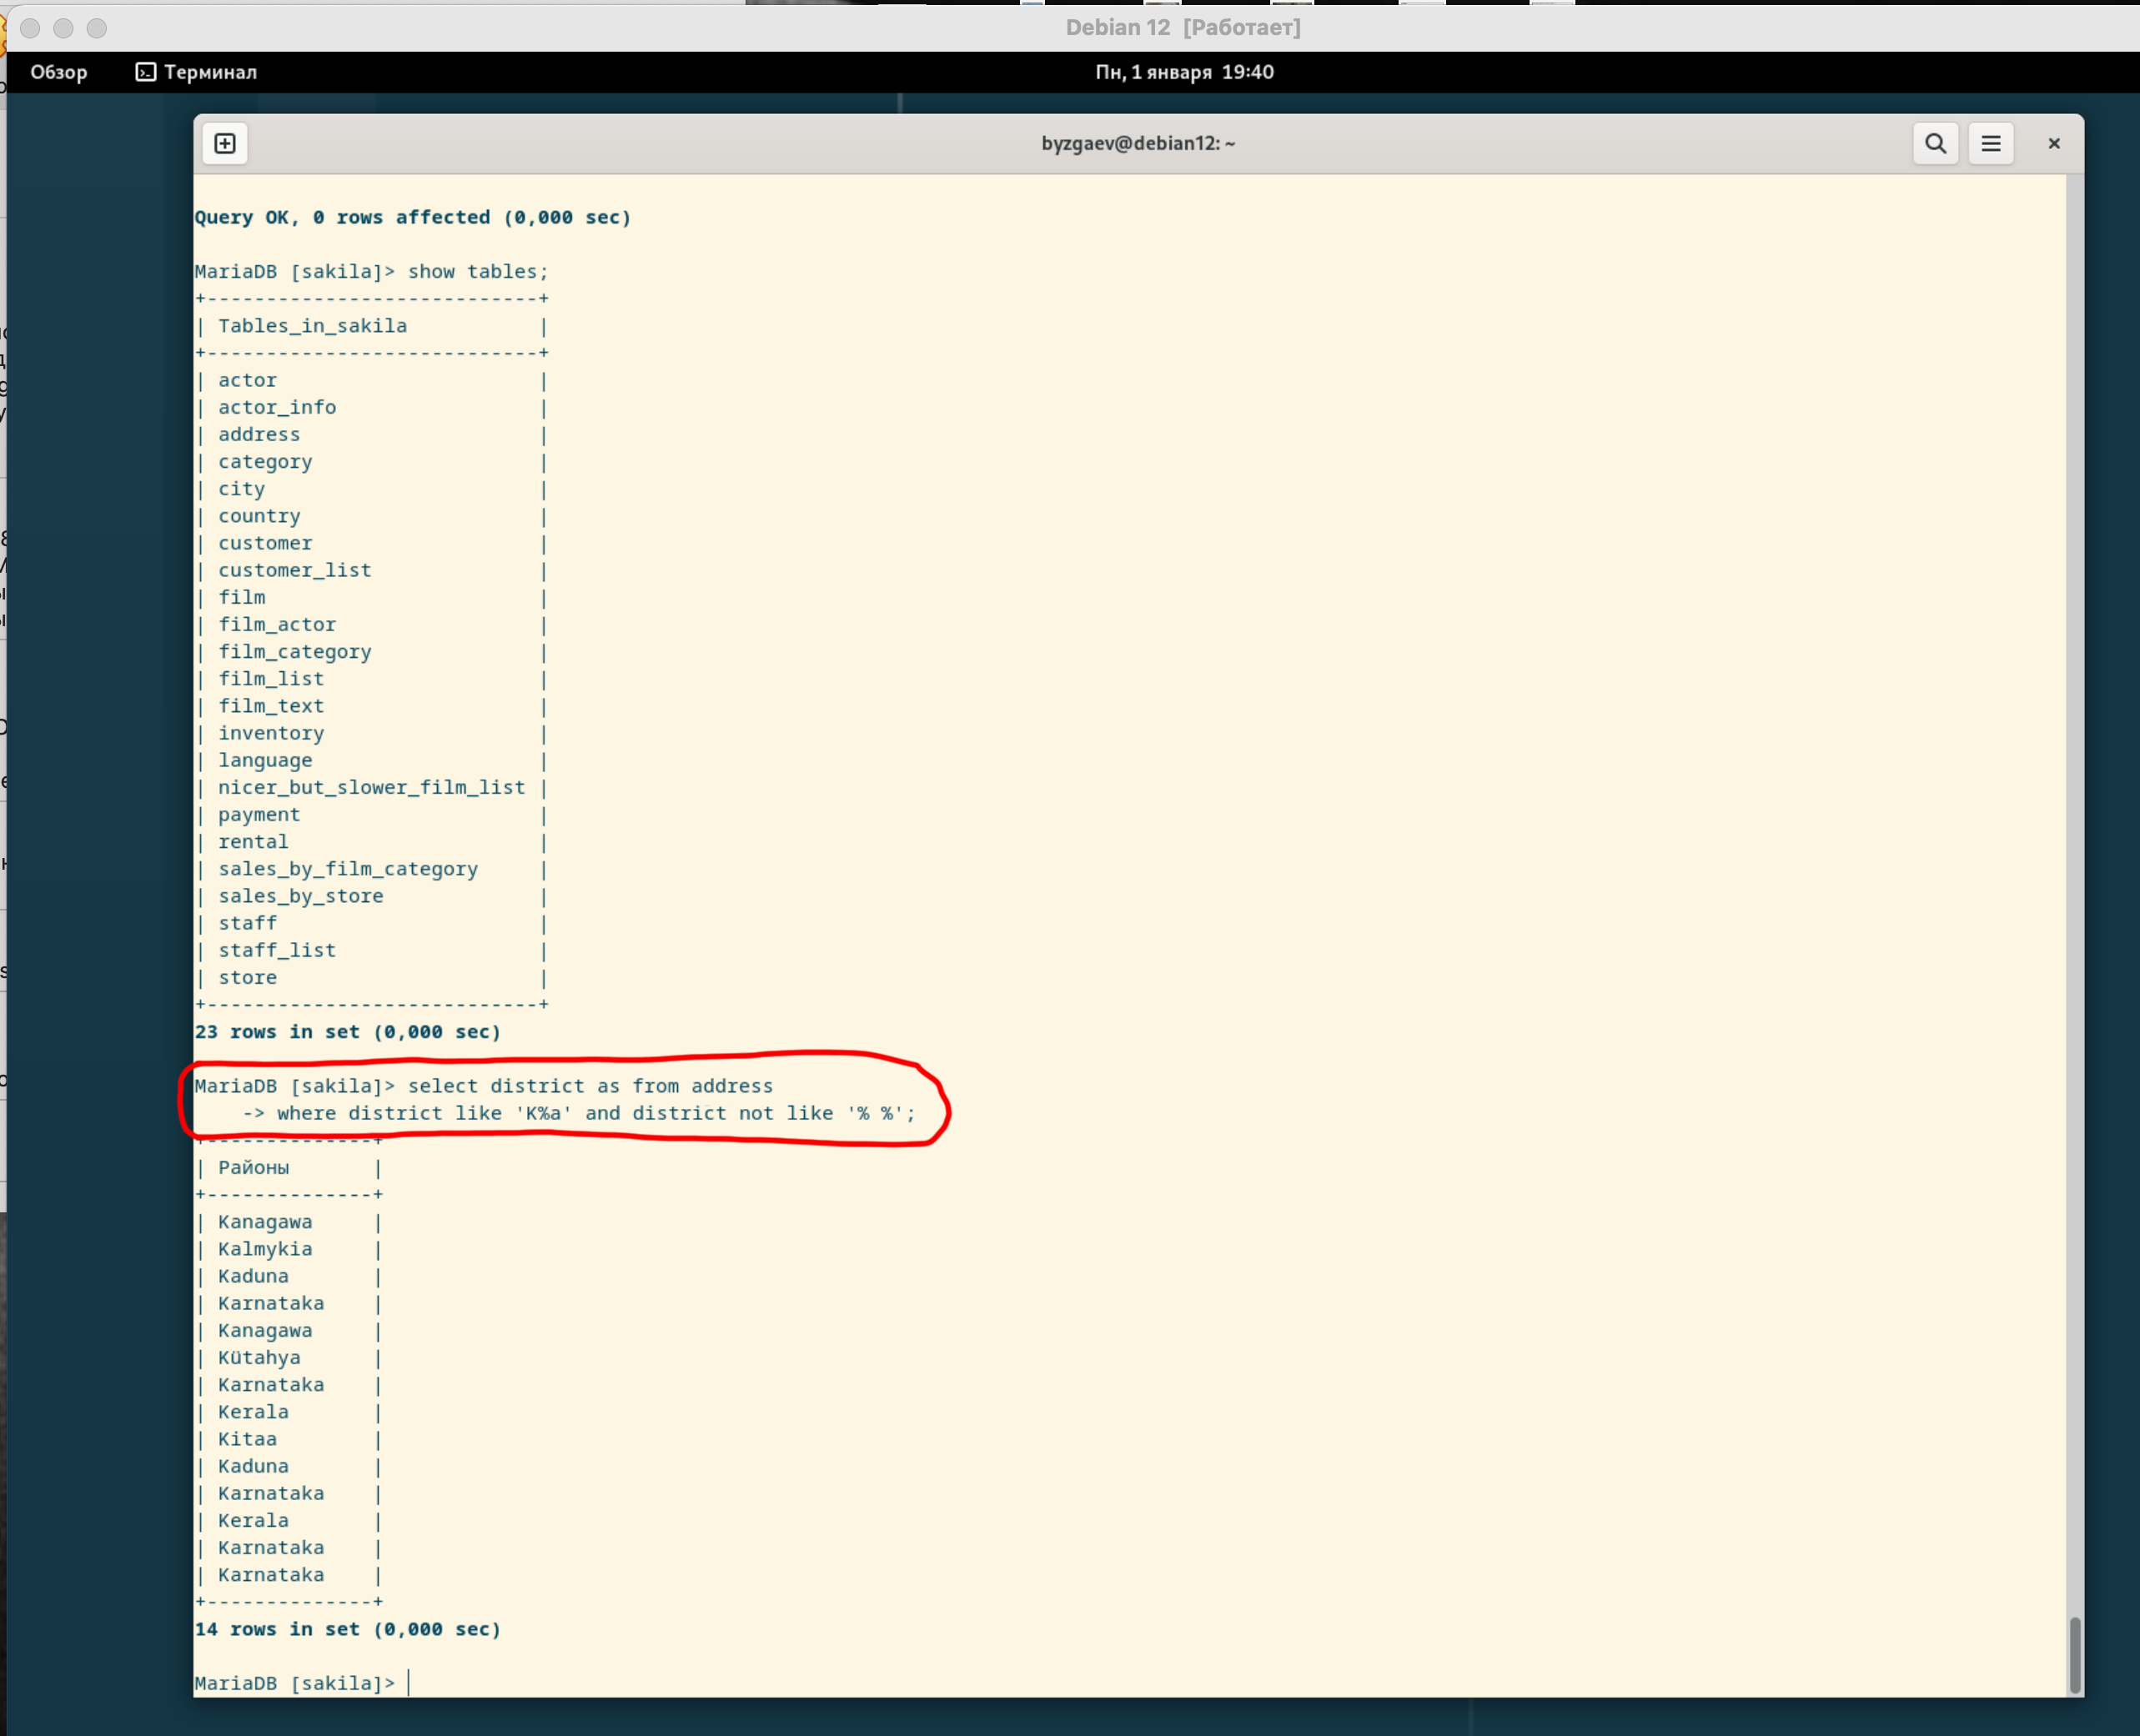 Debian 12 [Работает]
Обзор Терминал Пн, 1 января 19:40
byzgaev@debian12: ~
Query OK, 0 rows affected (0,000 sec)
MariaDB [sakila]> show tables;
+----------------------------+
| Tables_in_sakila |
+----------------------------+
| actor |
| actor_info |
| address |
| category |
| city |
| country |
| customer |
| customer_list |
| film |
| film_actor |
| film_category |
| film_list |
| film_text |
| inventory |
| language |
| nicer_but_slower_film_list |
| payment |
| rental |
| sales_by_film_category |
| sales_by_store |
| staff |
| staff_list |
| store |
+----------------------------+
23 rows in set (0,000 sec)
MariaDB [sakila]> select district as from address
-> where district like 'K%a' and district not like '% %';
+--------------+
| Районы |
+--------------+
| Kanagawa |
| Kalmykia |
| Kaduna |
| Karnataka |
| Kanagawa |
| Kütahya |
| Karnataka |
| Kerala |
| Kitaa |
| Kaduna |
| Karnataka |
| Kerala |
| Karnataka |
| Karnataka |
+--------------+
14 rows in set (0,000 sec)
MariaDB [sakila]>